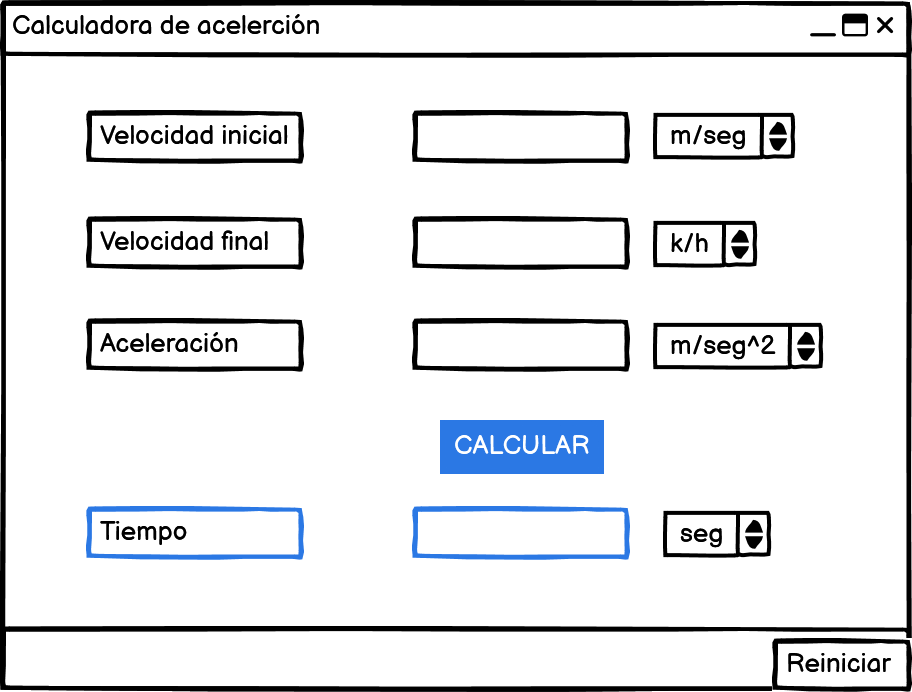 Calculadora de acelerción
Velocidad inicial
m/seg
Velocidad final
k/h
Aceleración
m/seg^2
CALCULAR
Tiempo
seg
Reiniciar